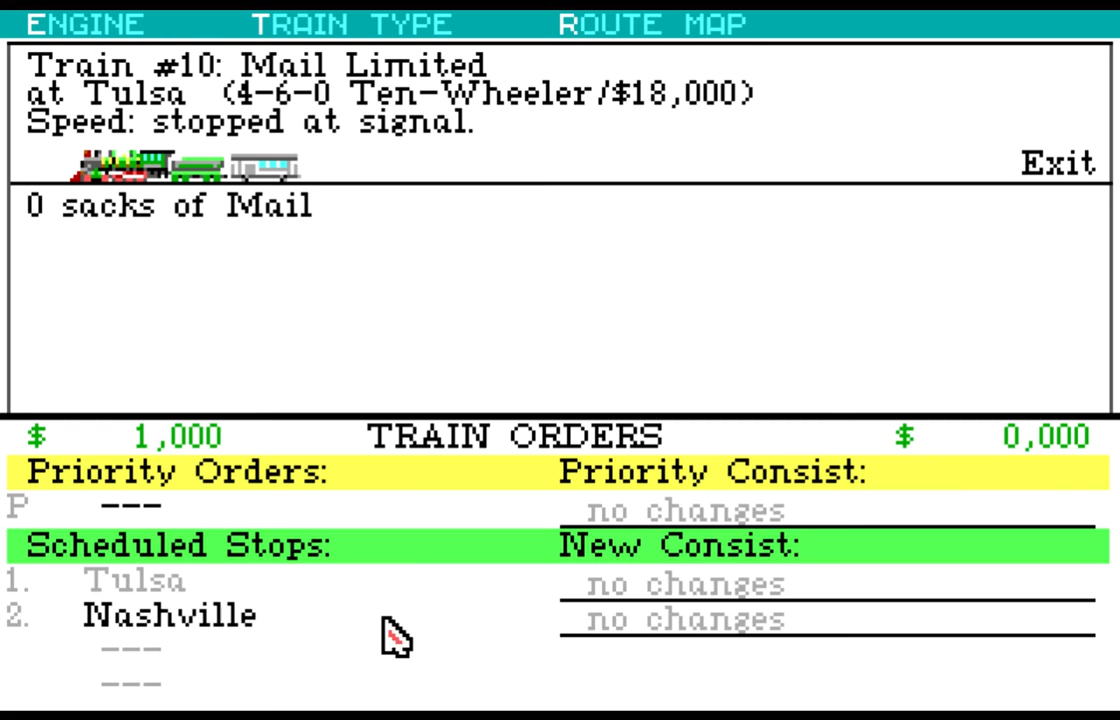 ENGINE TRAIN TYPE ROUTE MAP
Train #10: Mail Limited
at Tulsa (4-6-0 Ten-Wheeler/$18,000)
Speed: stopped at signal.
Exit
0 sacks of Mail
$ 1,000 TRAIN ORDERS $ 0,000
Priority Orders: Priority Consist:
P --- no changes
Scheduled Stops: New Consist:
1. Tulsa no changes
2. Nashville no changes
---
---